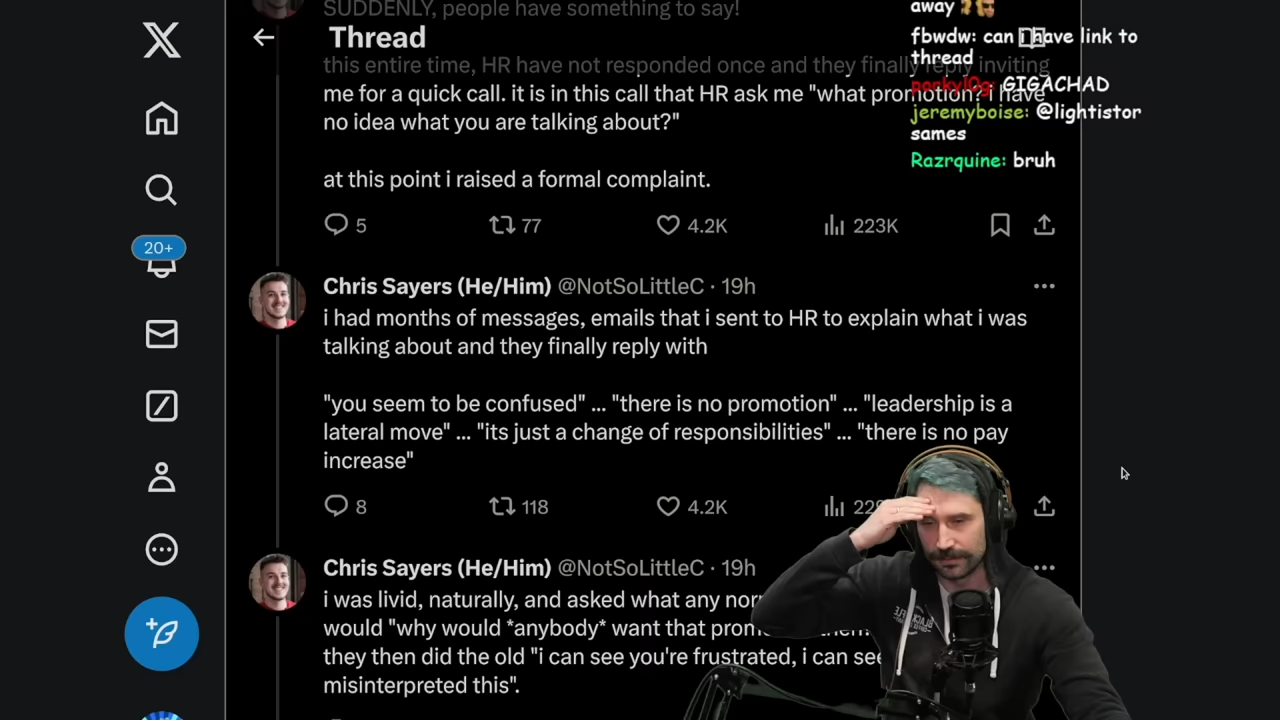 SUDDENLY, people have something to say!
Thread
this entire time, HR have not responded once and they finally reply inviting
me for a quick call. it is in this call that HR ask me "what promotion? i have
no idea what you are talking about?"
at this point i raised a formal complaint.
5 77 4.2K 223K
20+
Chris Sayers (He/Him) @NotSoLittleC · 19h
i had months of messages, emails that i sent to HR to explain what i was
talking about and they finally reply with
"you seem to be confused" ... "there is no promotion" ... "leadership is a
lateral move" ... "its just a change of responsibilities" ... "there is no pay
increase"
8 118 4.2K
Chris Sayers (He/Him) @NotSoLittleC · 19h
i was livid, naturally, and asked what any
would "why would *anybody* want that
they then did the old "i can see you're frustrated, i can see
misinterpreted this".
away
fbwdw: can i have link to
thread
porkyl0g: GIGACHAD
jeremyboise: @lightistor
sames
Razrquine: bruh